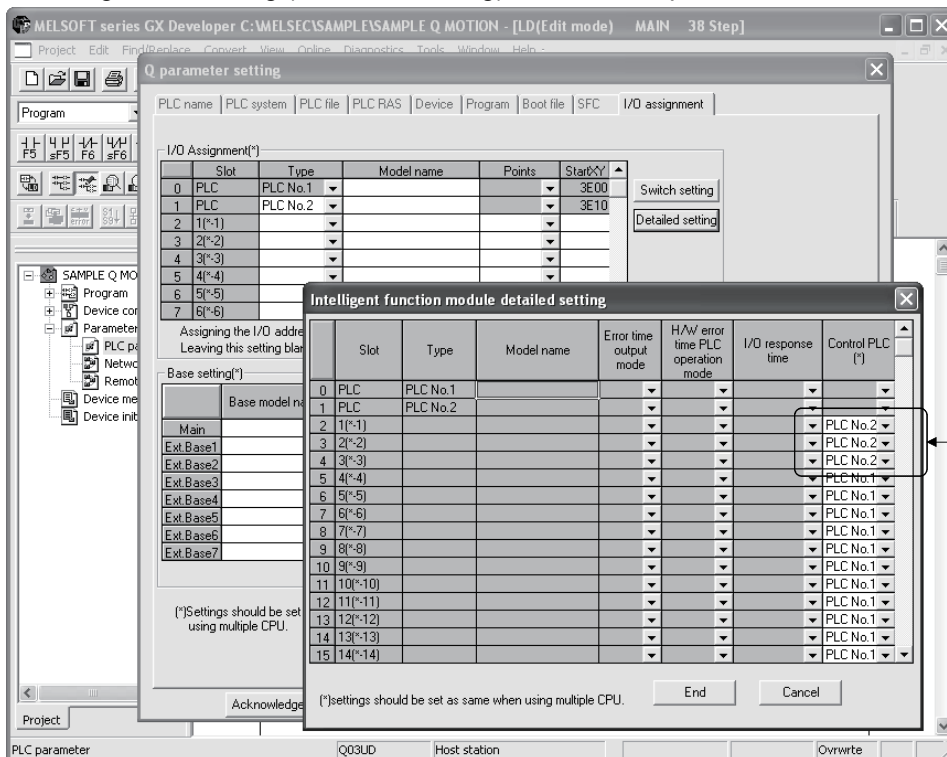 MELSOFT series GX Developer C:\MELSEC\SAMPLE\SAMPLE Q MOTION - [LD(Edit mode) MAIN 38 Step]
Project Edit Find/Replace Convert View Online Diagnostics Tools Window Help
Q parameter setting
PLC name PLC system PLC file PLC RAS Device Program Boot file SFC I/O assignment
Program
F5 sF5 F6 sF6
I/O Assignment(*)
Slot Type Model name Points StartXY
0 PLC PLC No.1 3E00
1 PLC PLC No.2 3E10
2 1(*-1)
3 2(*-2)
4 3(*-3)
5 4(*-4)
6 5(*-5)
7 6(*-6)
Switch setting
Detailed setting
Assigning the I/O addre
Leaving this setting blar
Base setting(*)
Base model na
Main
Ext.Base1
Ext.Base2
Ext.Base3
Ext.Base4
Ext.Base5
Ext.Base6
Ext.Base7
(*)Settings should be set
using multiple CPU.
Acknowledge
SAMPLE Q MO
Program
Device con
Parameter
PLC pa
Netwo
Remot
Device me
Device init
Project
Intelligent function module detailed setting
Slot Type Model name Error time output mode H/W error time PLC operation mode I/O response time Control PLC (*)
0 PLC PLC No.1
1 PLC PLC No.2
2 1(*-1) PLC No.2
3 2(*-2) PLC No.2
4 3(*-3) PLC No.2
5 4(*-4) PLC No.1
6 5(*-5) PLC No.1
7 6(*-6) PLC No.1
8 7(*-7) PLC No.1
9 8(*-8) PLC No.1
10 9(*-9) PLC No.1
11 10(*-10) PLC No.1
12 11(*-11) PLC No.1
13 12(*-12) PLC No.1
14 13(*-13) PLC No.1
15 14(*-14) PLC No.1
(*)settings should be set as same when using multiple CPU.
End
Cancel
PLC parameter Q03UD Host station Ovrwrte